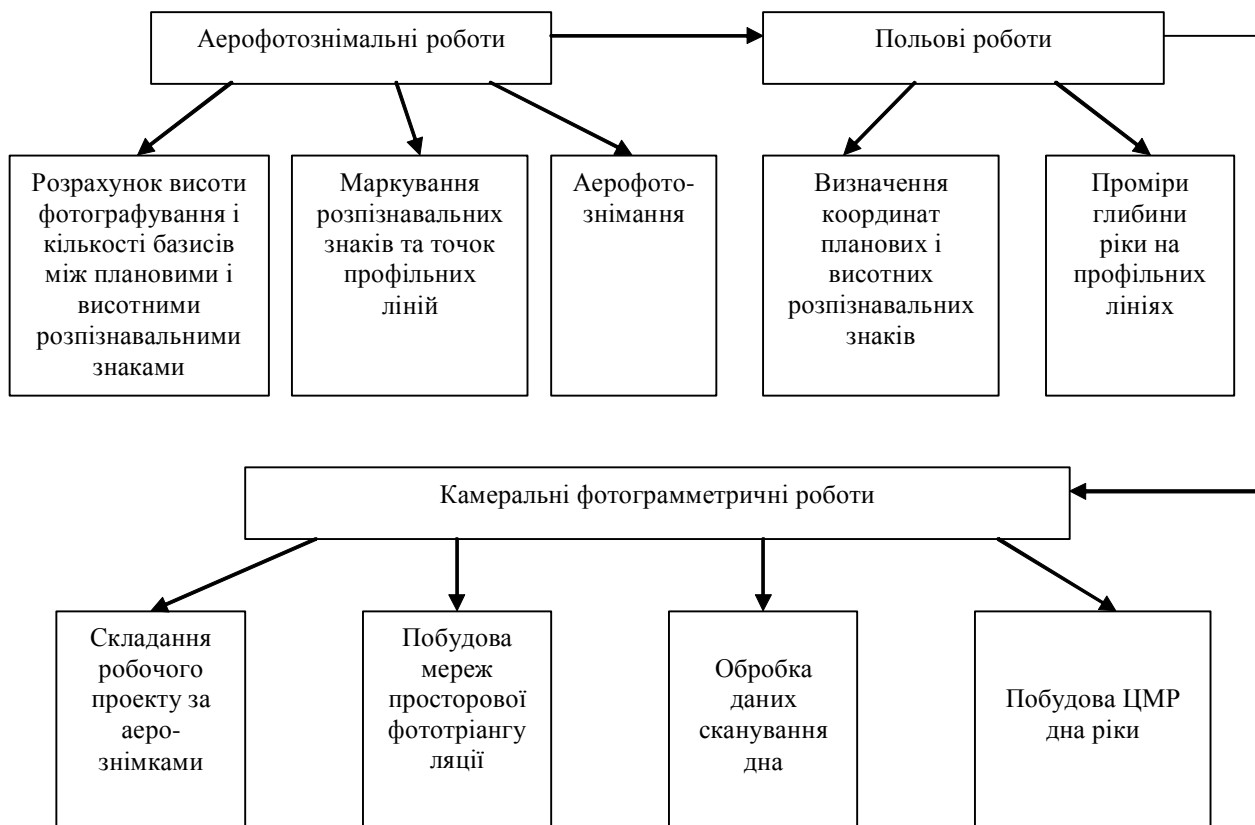 Аерофотознімальні роботи
Польові роботи
Розрахунок висоти
фотографування і
кількості базисів
між плановими і
висотними
розпізнавальними
знаками
Маркування
розпізнавальних
знаків та точок
профільних
ліній
Аерофото-
знімання
Визначення
координат
планових і
висотних
розпізнавальних
знаків
Проміри
глибини
ріки на
профільних
лініях
Камеральні фотограмметричні роботи
Складання
робочого
проекту за
аеро-
знімками
Побудова
мереж
просторової
фототріангу
ляції
Обробка
даних
сканування
дна
Побудова ЦМР
дна ріки